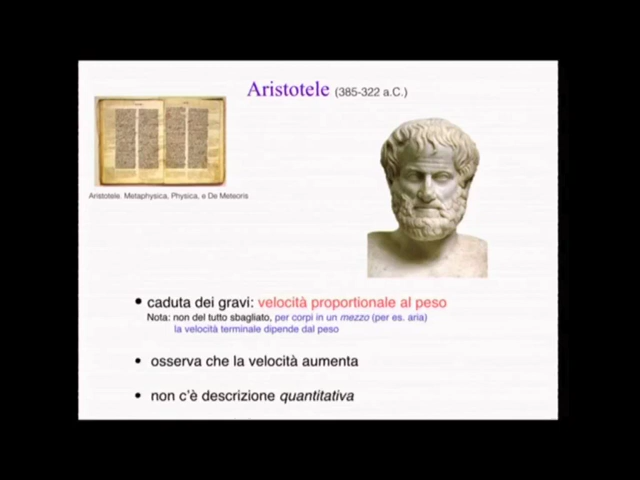 Aristotele (385-322 a.C.)
Aristotele. Metaphysica, Physica, e De Meteoris
• caduta dei gravi: velocità proportionale al peso
Nota: non del tutto sbagliato, per corpi in un mezzo (per es. aria)
la velocità terminale dipende dal peso
• osserva che la velocità aumenta
• non c'è descrizione quantitativa